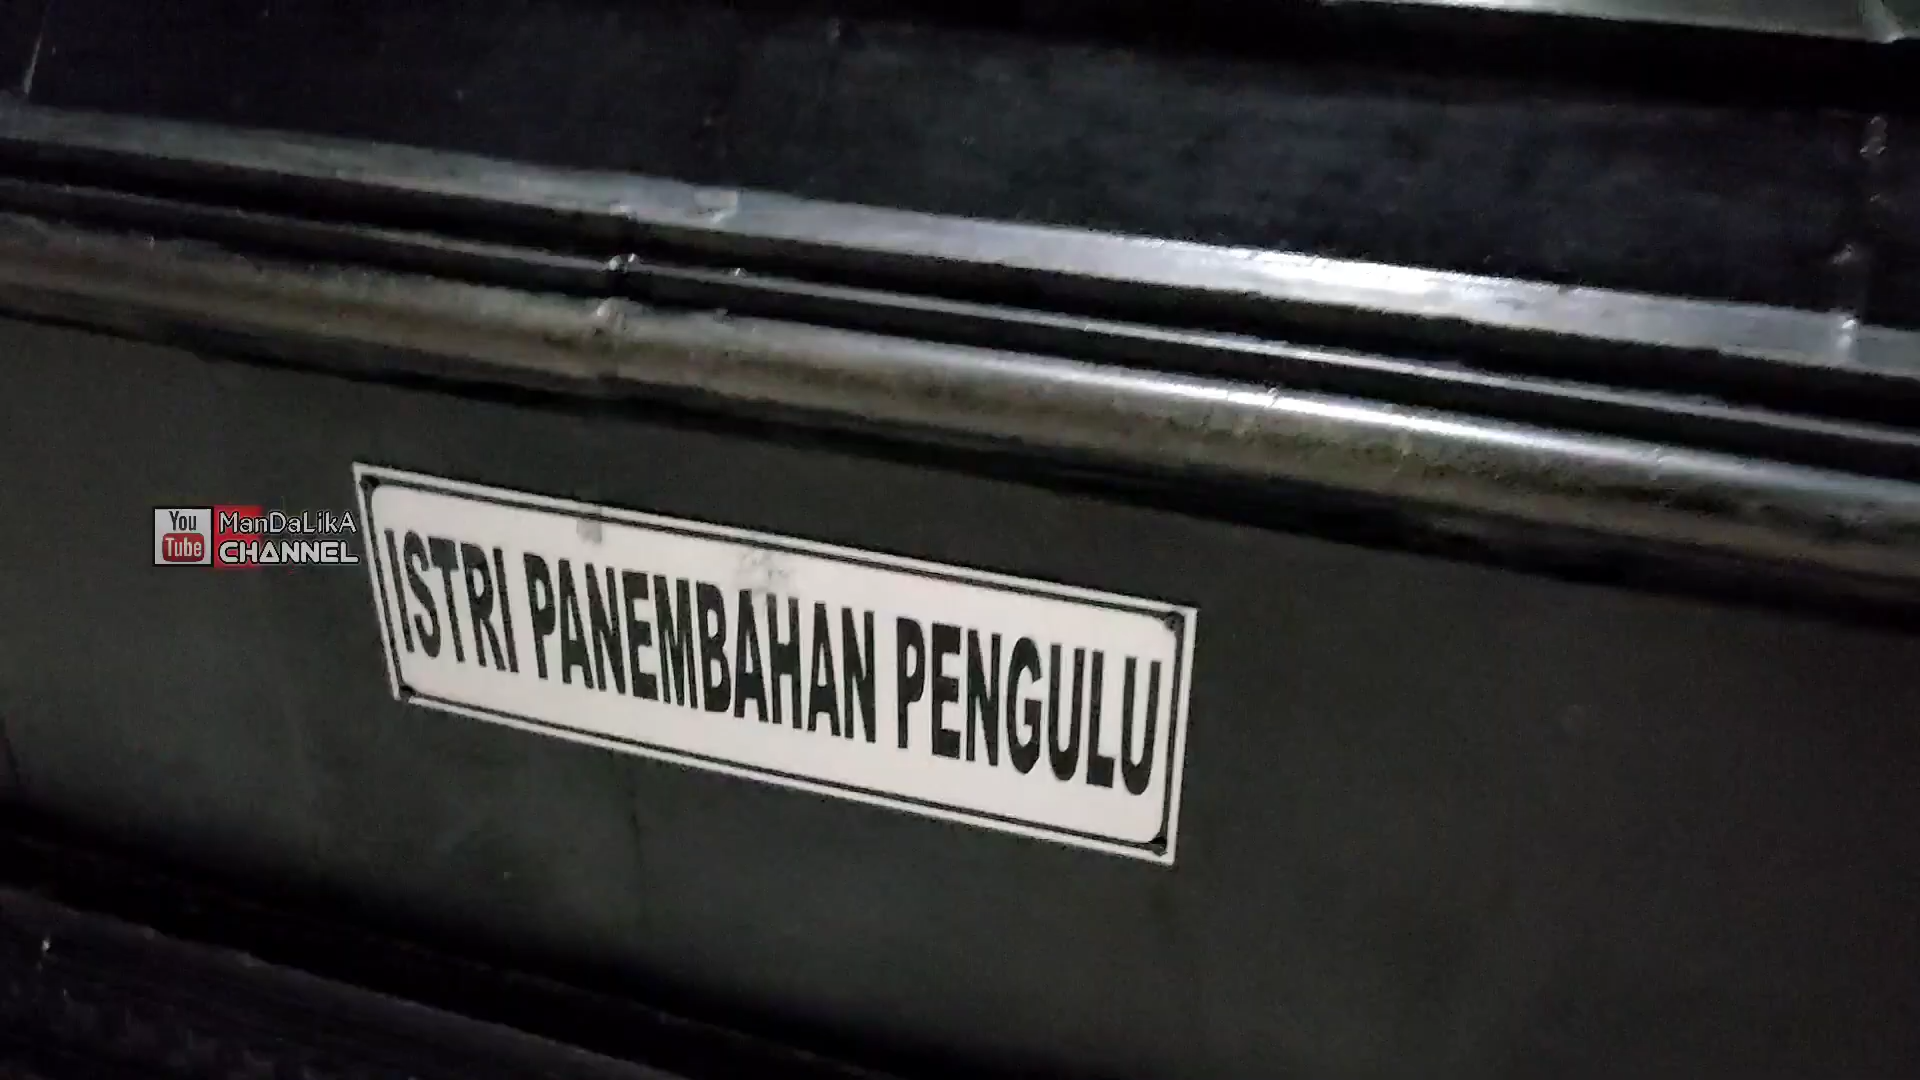 You
Tube
ManDaLikA
CHANNEL
ISTRI PANEMBAHAN PENGULU